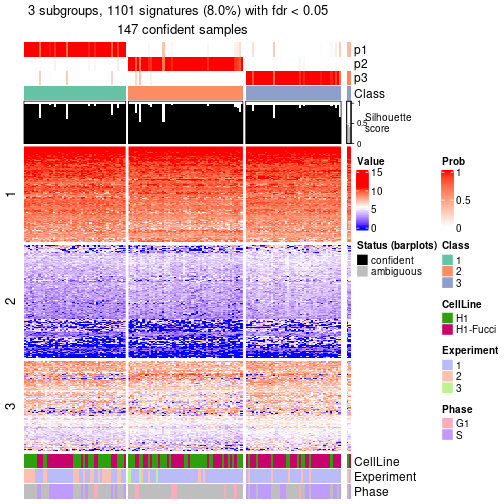 3 subgroups, 1101 signatures (8.0%) with fdr < 0.05
147 confident samples
p1
p2
p3
Class
1
0.5
0
Silhouette
score
1
2
3
CellLine
Experiment
Phase
Value
15
10
5
0
Status (barplots)
confident
ambiguous
Prob
1
0.5
0
Class
1
2
3
CellLine
H1
H1-Fucci
Experiment
1
2
3
Phase
G1
S